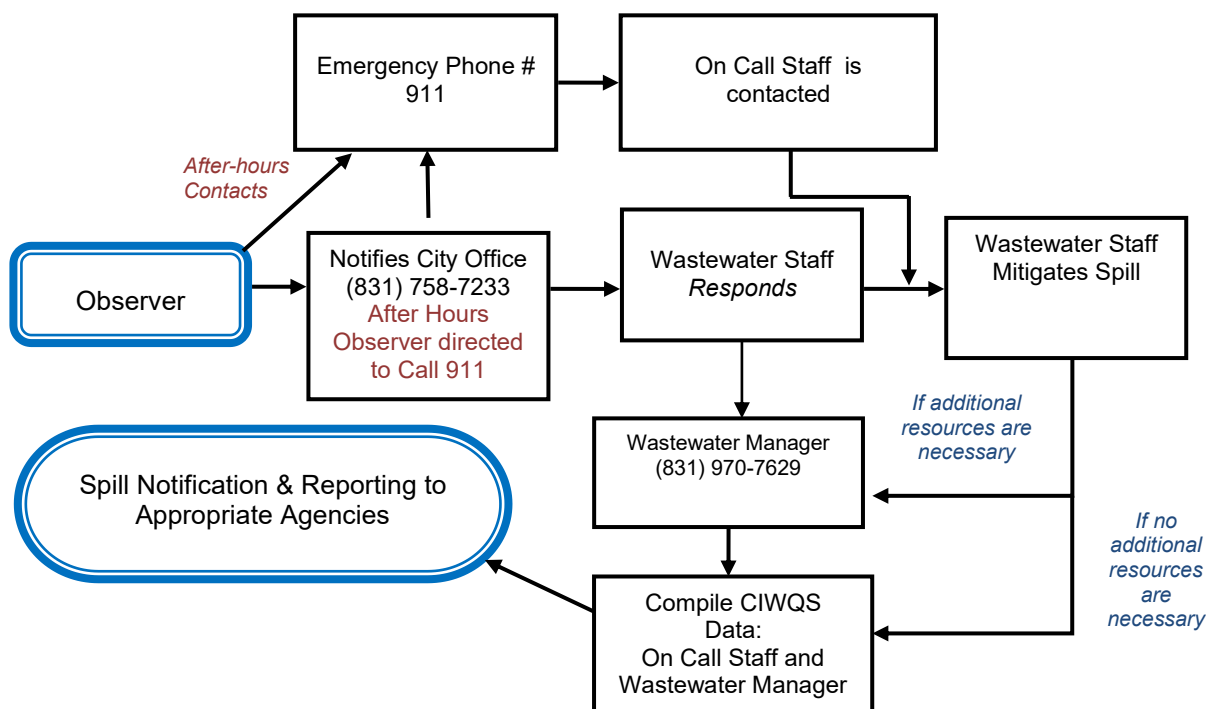 Emergency Phone #
911
On Call Staff is
contacted
After-hours
Contacts
Observer
Notifies City Office
(831) 758-7233
After Hours
Observer directed
to Call 911
Wastewater Staff
Responds
Wastewater Staff
Mitigates Spill
If additional
resources are
necessary
Wastewater Manager
(831) 970-7629
Spill Notification & Reporting to
Appropriate Agencies
If no
additional
resources
are
necessary
Compile CIWQS
Data:
On Call Staff and
Wastewater Manager